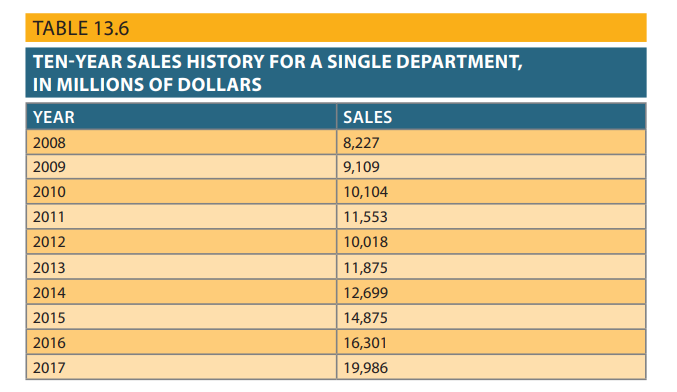 TABLE 13.6
TEN-YEAR SALES HISTORY FOR A SINGLE DEPARTMENT,
IN MILLIONS OF DOLLARS
YEAR SALES
2008 8,227
2009 9,109
2010 10,104
2011 11,553
2012 10,018
2013 11,875
2014 12,699
2015 14,875
2016 16,301
2017 19,986